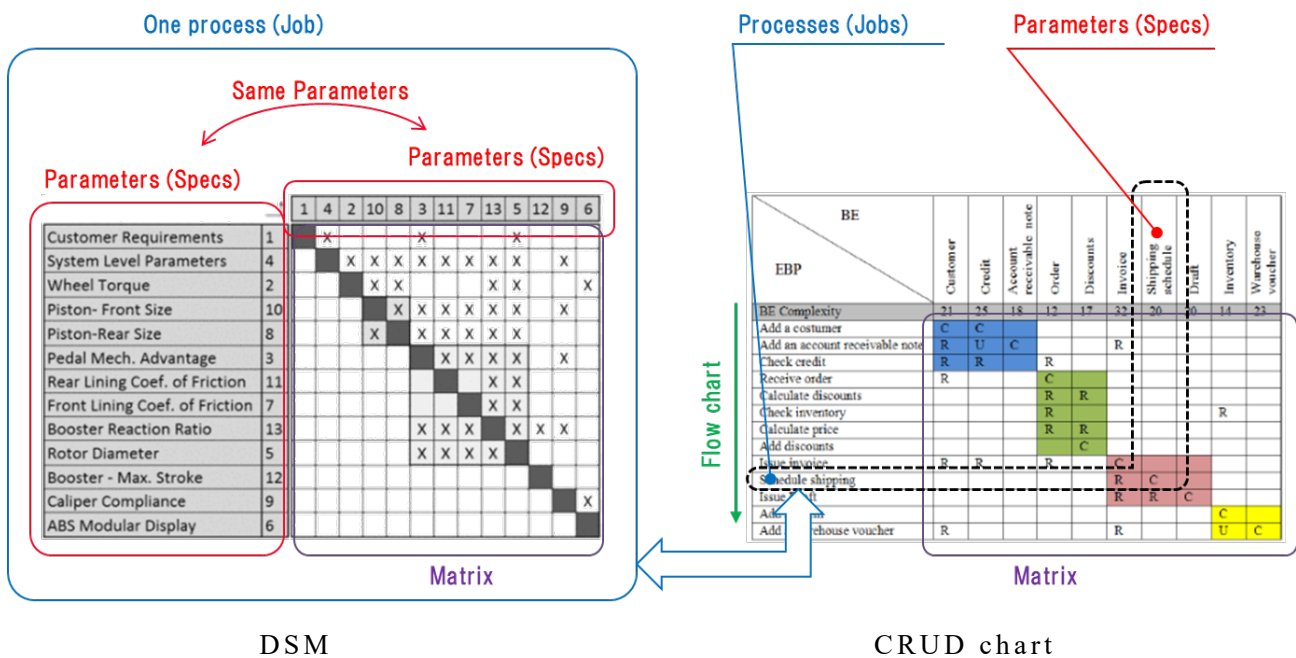 One process (Job)
Processes (Jobs)
Parameters (Specs)
Same Parameters
Parameters (Specs)
Parameters (Specs)
1 4 2 10 8 3 11 7 13 5 12 9 6
Customer Requirements 1 X X X
System Level Parameters 4 X X X X X X X X X
Wheel Torque 2 X X X X X
Piston- Front Size 10 X X X X X X X
Piston-Rear Size 8 X X X X X X
Pedal Mech. Advantage 3 X X X X X
Rear Lining Coef. of Friction 11 X X
Front Lining Coef. of Friction 7 X X
Booster Reaction Ratio 13 X X X X X X
Rotor Diameter 5 X X X X
Booster - Max. Stroke 12
Caliper Compliance 9 X
ABS Modular Display 6
Matrix
DSM
BE
EBP
Customer
Credit
Account
receivable note
Order
Discounts
Invoice
Shipping
schedule
Draft
Inventory
Warehouse
voucher
BE Complexity 21 25 18 12 17 32 20 14 23
Add a costumer C C
Add an account receivable note R U C R
Check credit R R R
Receive order R C
Calculate discounts R R
Check inventory R R
Calculate price R R
Add discounts C
Issue invoice R R R C
Schedule shipping R C
Issue R R C
Add C
Add voucher R R U C
Flow chart
Matrix
CRUD chart